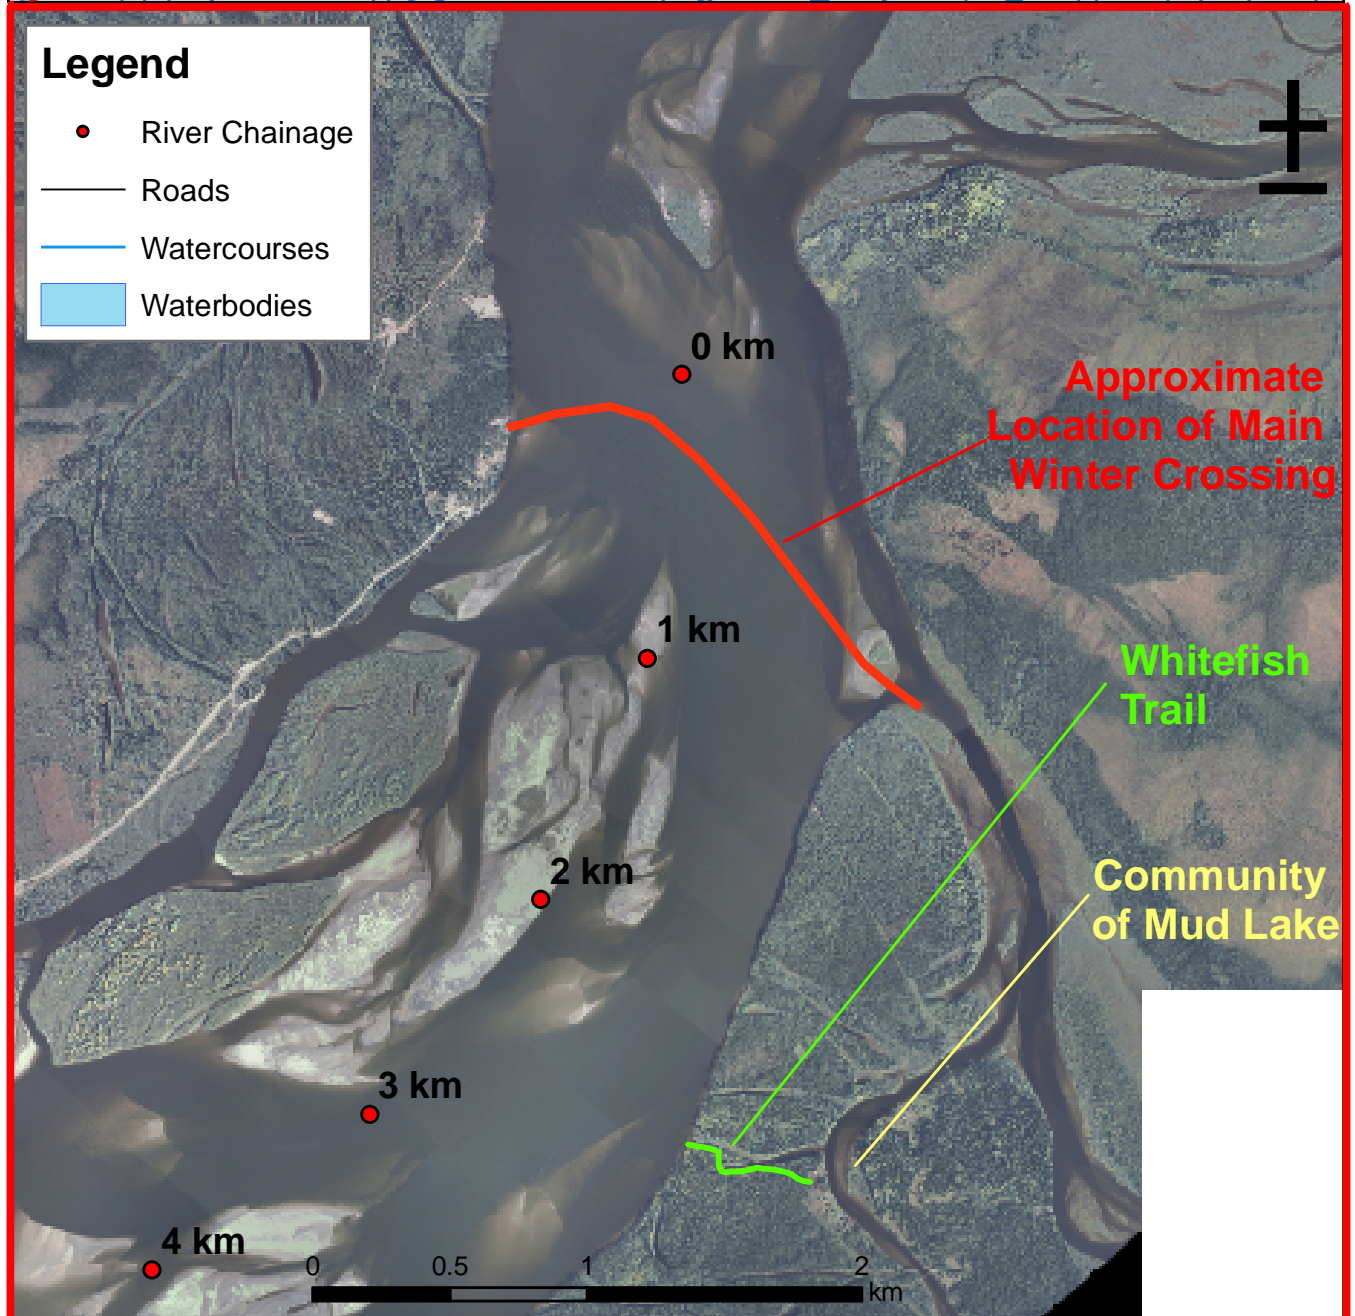 Legend
River Chainage
Roads
Watercourses
Waterbodies
0 km
Approximate
Location of Main
Winter Crossing
1 km
Whitefish
Trail
2 km
Community
of Mud Lake
3 km
4 km
0 0.5 1 2
km